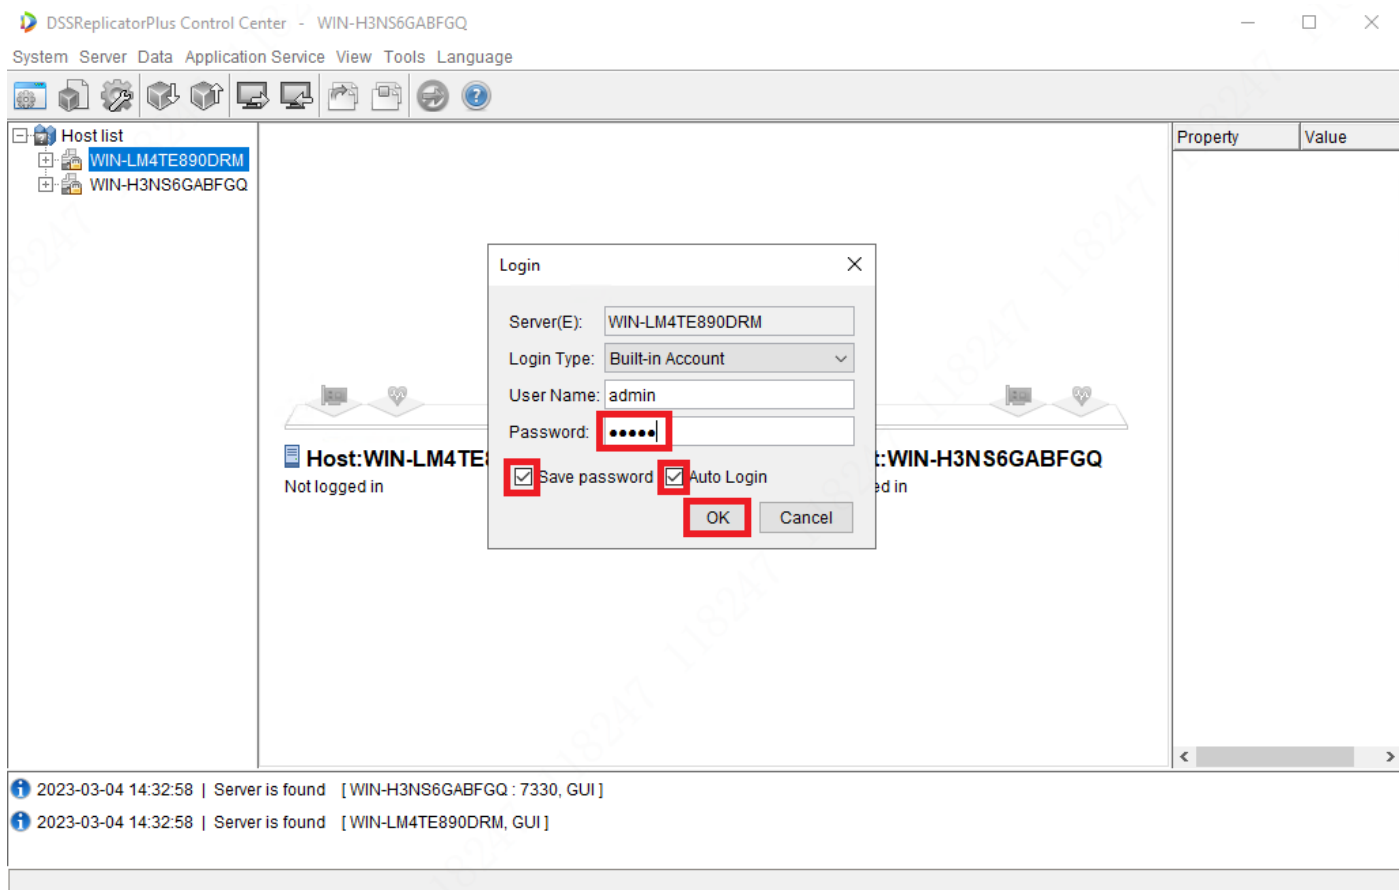 DSSReplicatorPlus Control Center - WIN-H3NS6GABFGQ
System Server Data Application Service View Tools Language
Host list
WIN-LM4TE890DRM
WIN-H3NS6GABFGQ
Property Value
Login
Server(E): WIN-LM4TE890DRM
Login Type: Built-in Account
User Name: admin
Password: •••••
Save password Auto Login
OK Cancel
Host:WIN-LM4TE8
Not logged in
t:WIN-H3NS6GABFGQ
ed in
2023-03-04 14:32:58 | Server is found [ WIN-H3NS6GABFGQ : 7330, GUI ]
2023-03-04 14:32:58 | Server is found [ WIN-LM4TE890DRM, GUI ]
118247